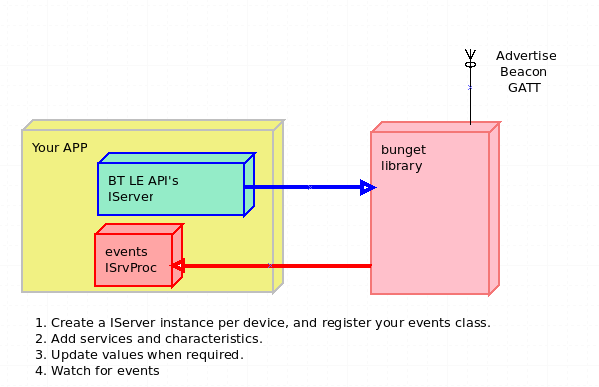 Advertise
Beacon
GATT
Your APP
bunget
library
BT LE API's
IServer
events
ISrvProc
1. Create a IServer instance per device, and register your events class.
2. Add services and characteristics.
3. Update values when required.
4. Watch for events